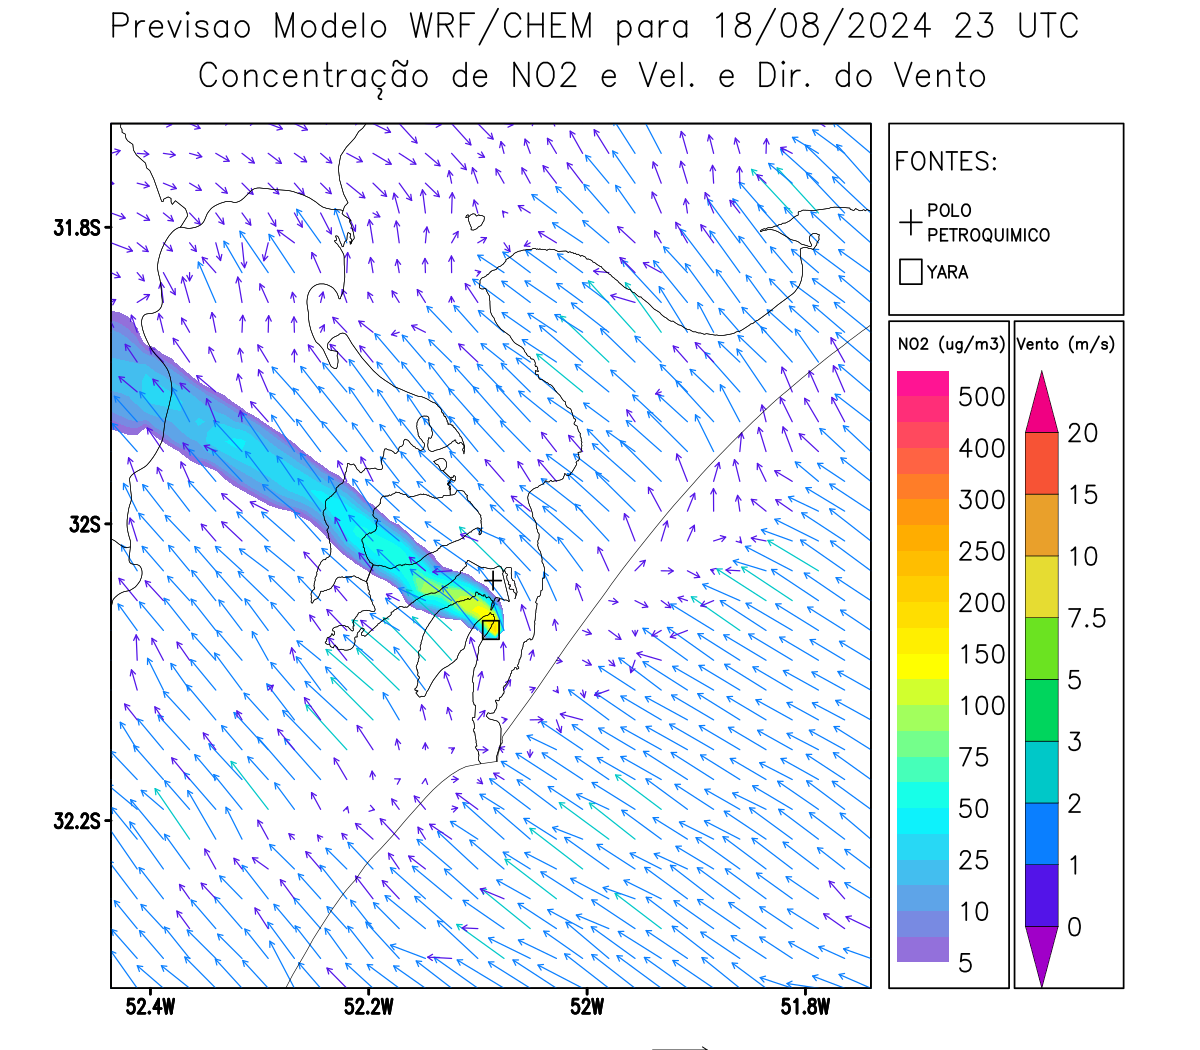 Previsao Modelo WRF/CHEM para 18/08/2024 23 UTC
Concentração de NO2 e Vel. e Dir. do Vento
FONTES:
POLO
PETROQUIMICO
YARA
NO2 (ug/m3)
500
400
300
250
200
150
100
75
50
25
10
5
Vento (m/s)
20
15
10
7.5
5
3
2
1
0
31.8S
32S
32.2S
52.4W 52.2W 52W 51.8W